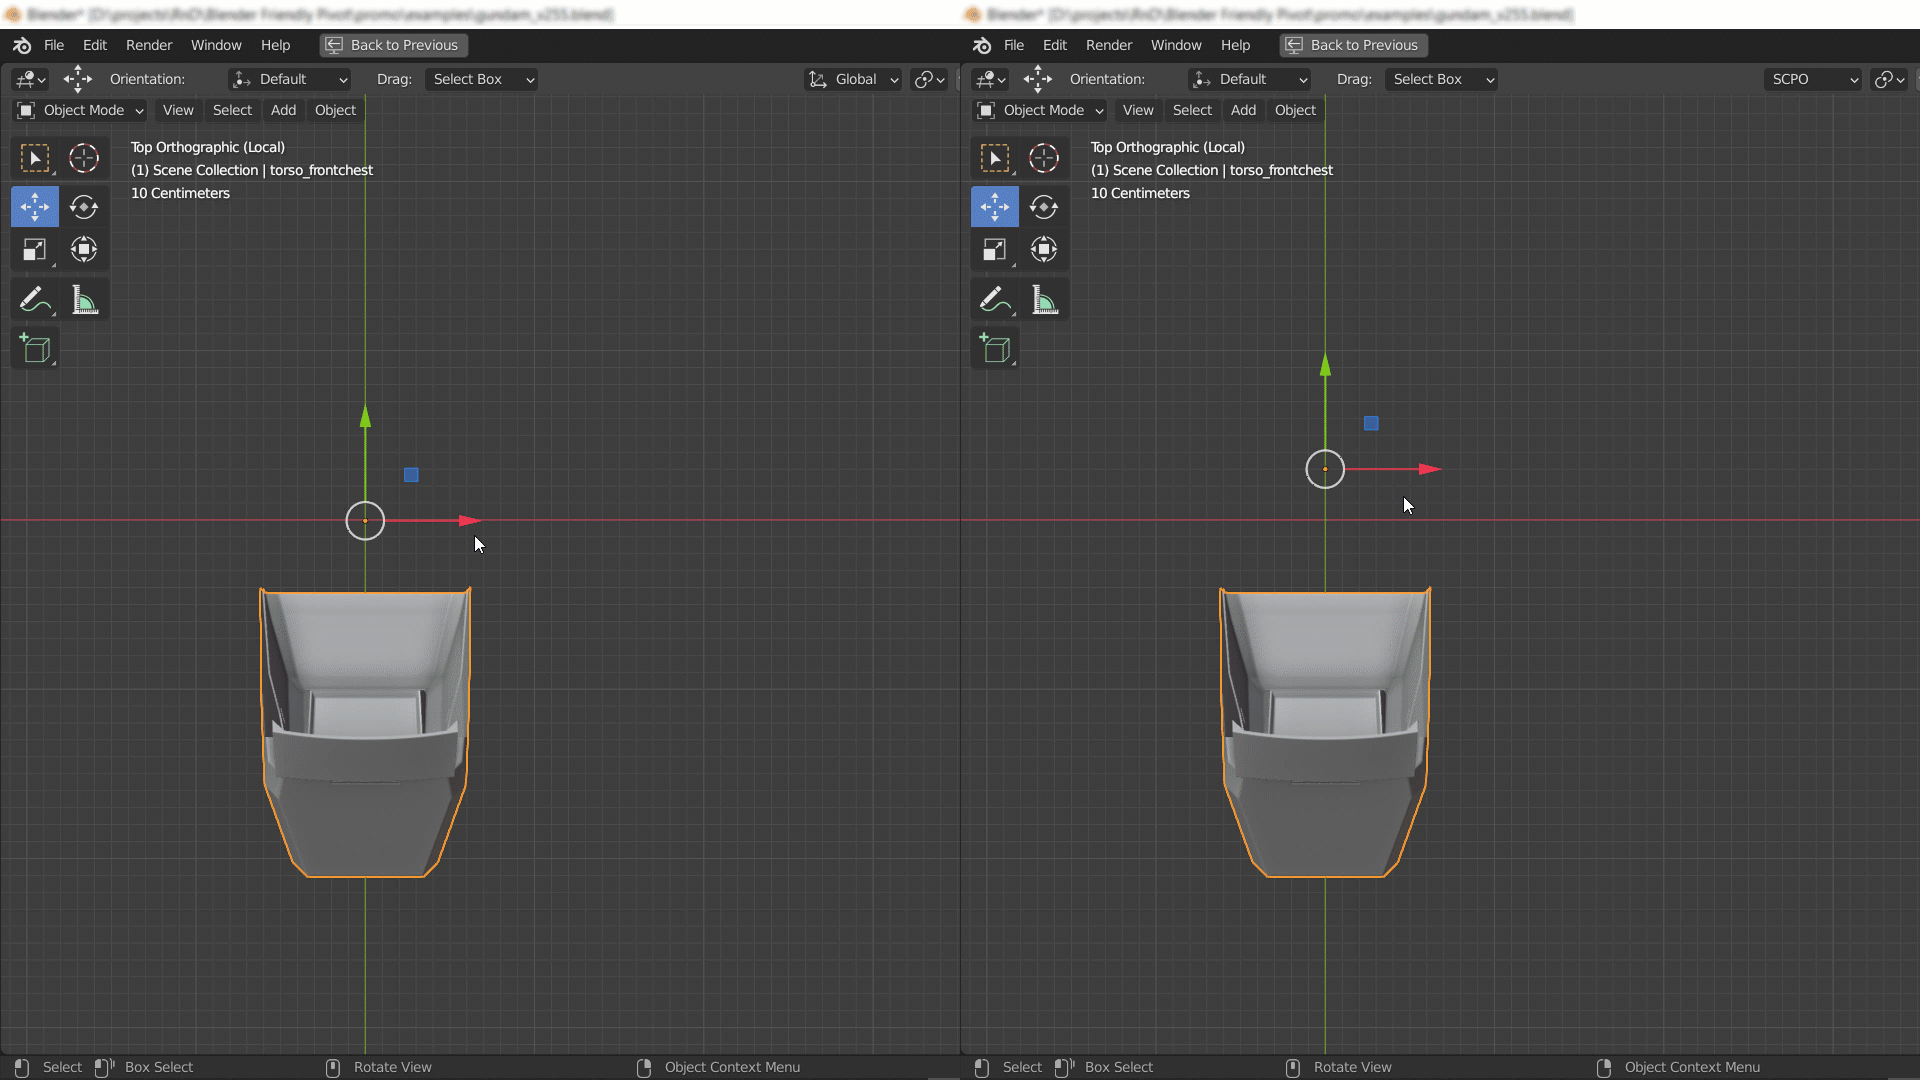 Blender* [D:\projects\RnD\Blender Friendly Pivot\promo\examples\gundam_v255.blend]
File Edit Render Window Help Back to Previous
Orientation: Default Drag: Select Box Global
Object Mode View Select Add Object
Top Orthographic (Local)
(1) Scene Collection | torso_frontchest
10 Centimeters
Select Box Select Rotate View Object Context Menu
Blender* [D:\projects\RnD\Blender Friendly Pivot\promo\examples\gundam_v255.blend]
File Edit Render Window Help Back to Previous
Orientation: Default Drag: Select Box SCPO
Object Mode View Select Add Object
Top Orthographic (Local)
(1) Scene Collection | torso_frontchest
10 Centimeters
Select Box Select Rotate View Object Context Menu